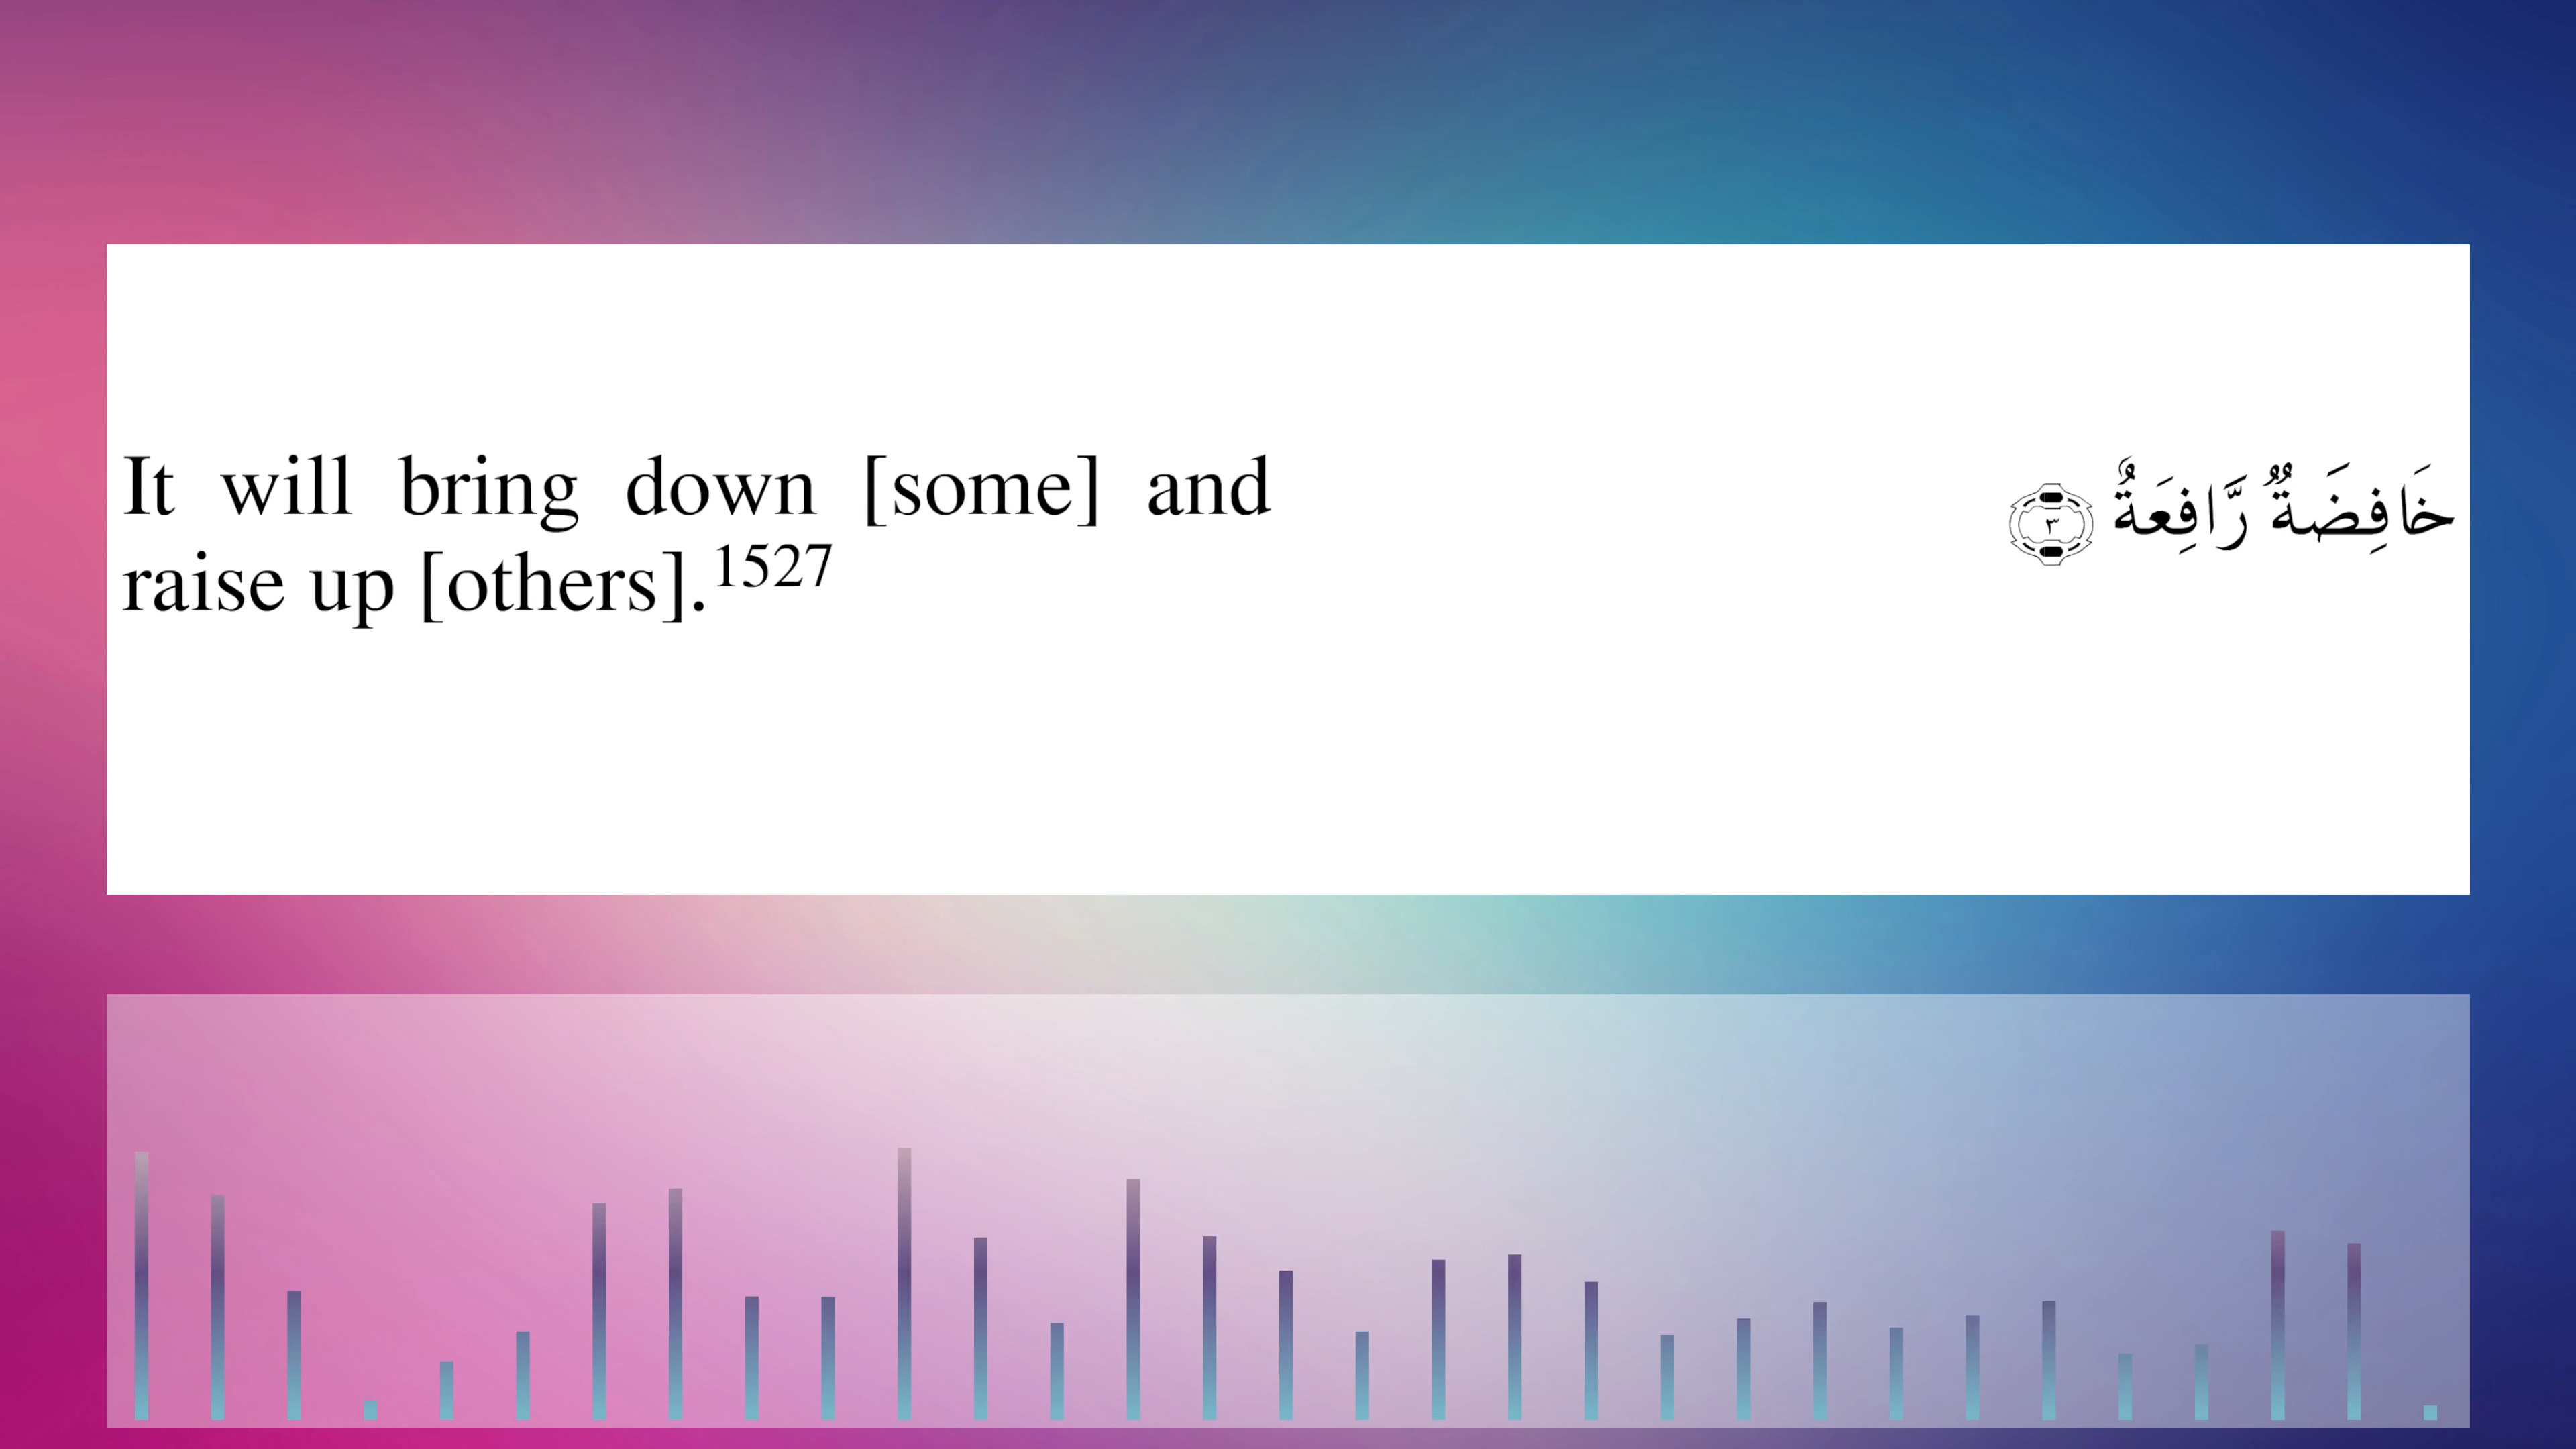 It will bring down [some] and
raise up [others].1527
خَافِضَةٌ رَّافِعَةٌ ٣